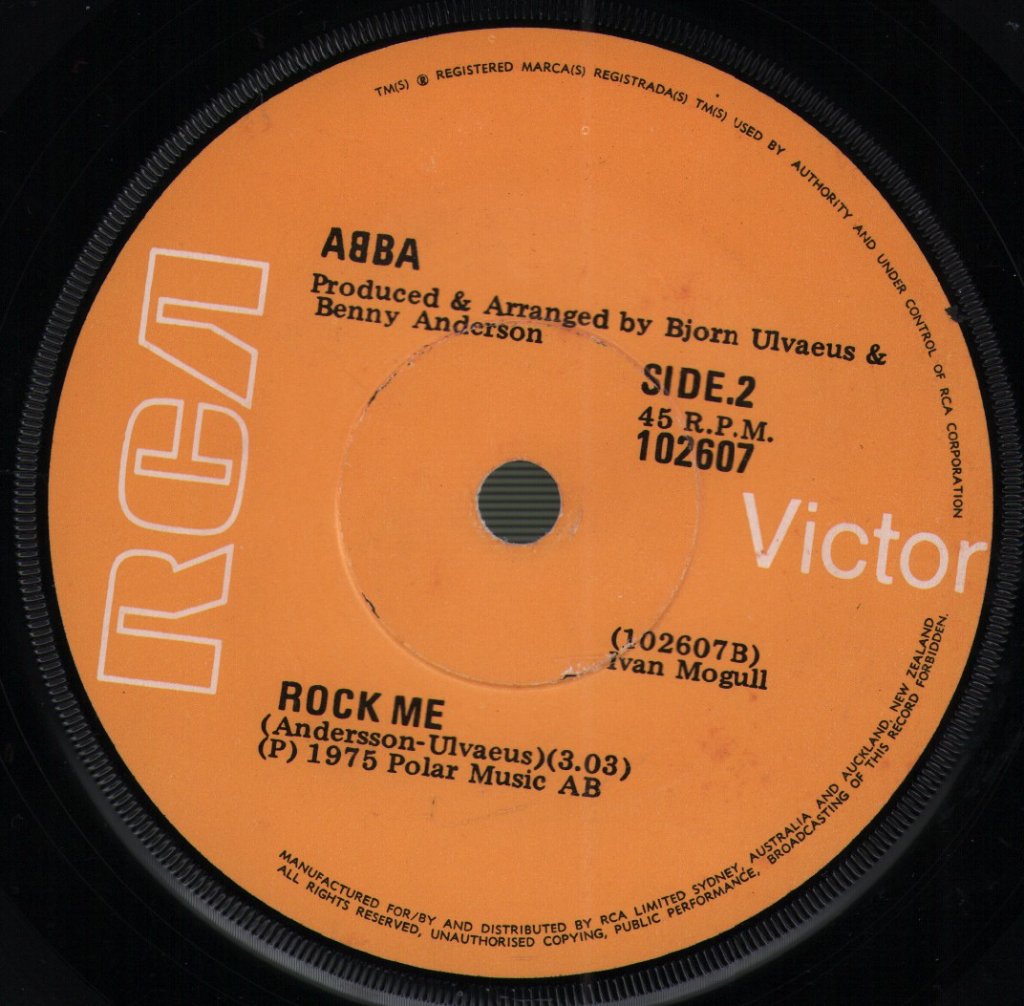 TM(S) ® REGISTERED MARCA(S) REGISTRADA(S) TM(S) USED BY AUTHORITY AND UNDER CONTROL OF RCA CORPORATION
RCA
AᗺBA
Produced & Arranged by Bjorn Ulvaeus &
Benny Anderson
SIDE.2
45 R.P.M.
102607
Victor
(102607B)
Ivan Mogull
ROCK ME
(Andersson-Ulvaeus)(3.03)
(P) 1975 Polar Music AB
MANUFACTURED FOR/BY AND DISTRIBUTED BY RCA LIMITED SYDNEY, AUSTRALIA AND AUCKLAND, NEW ZEALAND
ALL RIGHTS RESERVED, UNAUTHORISED COPYING, PUBLIC PERFORMANCE, BROADCASTING OF THIS RECORD FORBIDDEN.